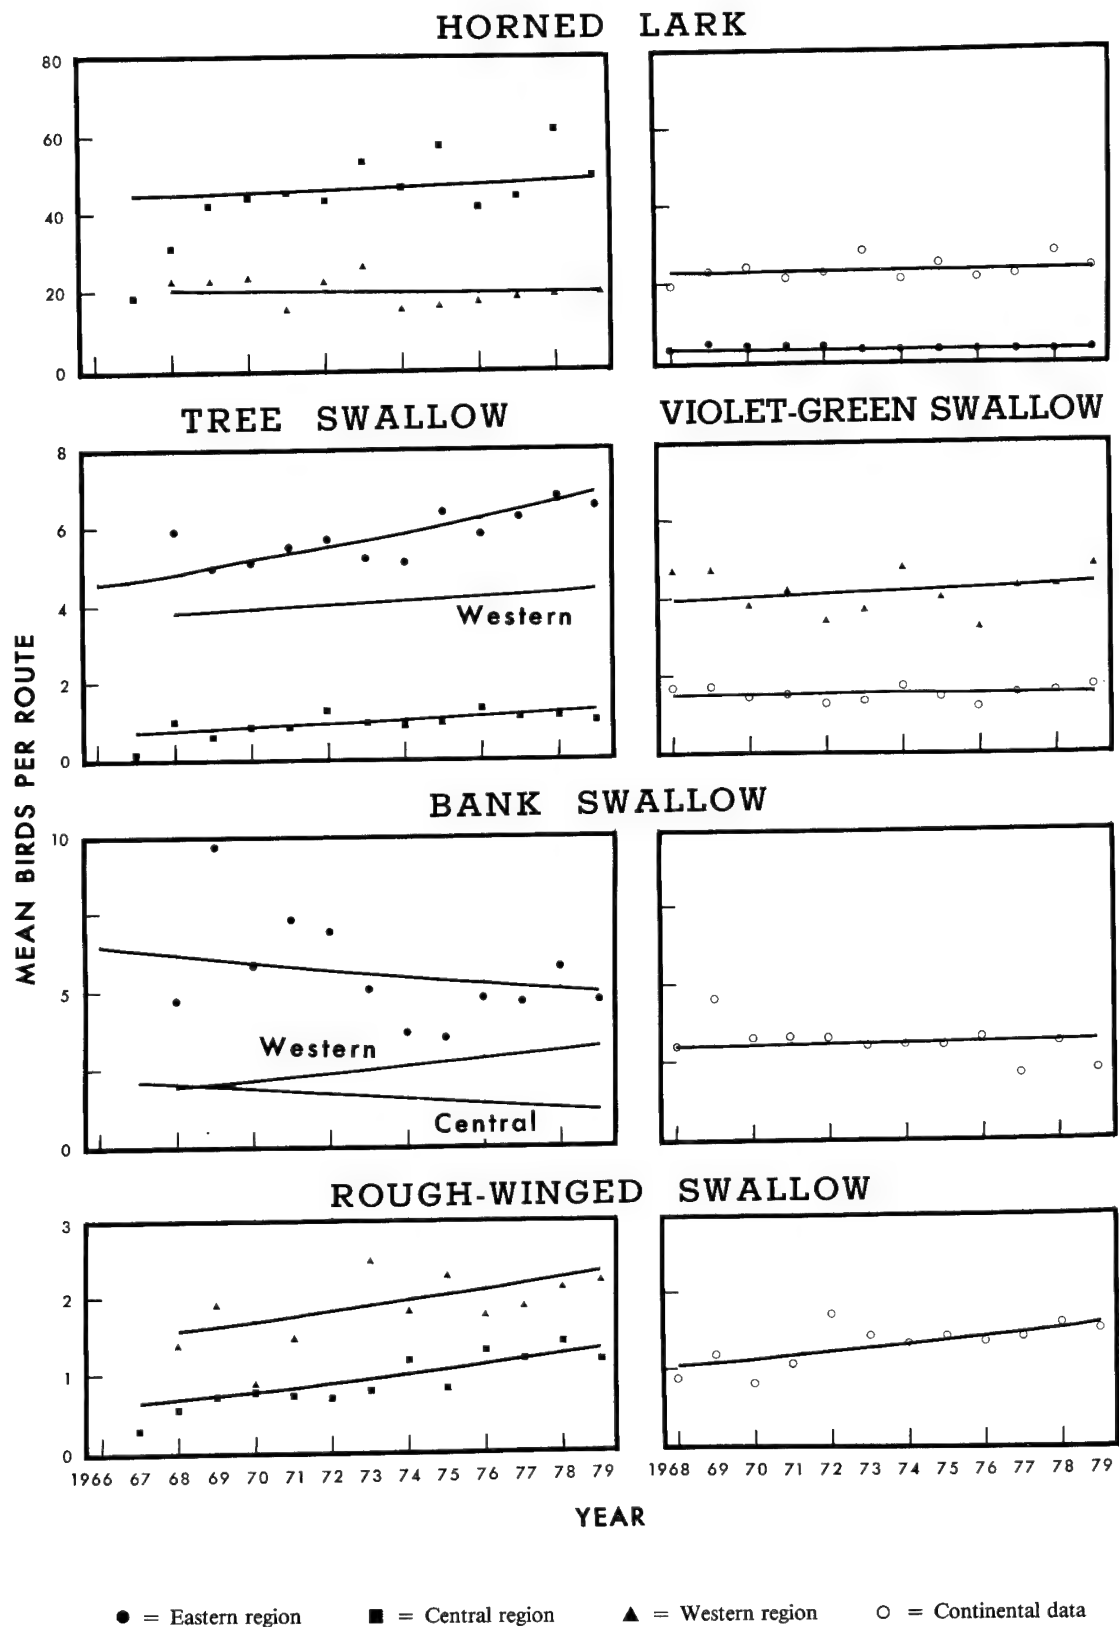 HORNED LARK
80
60
40
20
0
TREE SWALLOW
VIOLET-GREEN SWALLOW
8
6
4
2
0
Western
MEAN BIRDS PER ROUTE
BANK SWALLOW
10
5
0
Western
Central
ROUGH-WINGED SWALLOW
3
2
1
0
1966 67 68 69 70 71 72 73 74 75 76 77 78 79
1968 69 70 71 72 73 74 75 76 77 78 79
YEAR
● = Eastern region ■ = Central region ▲ = Western region ○ = Continental data